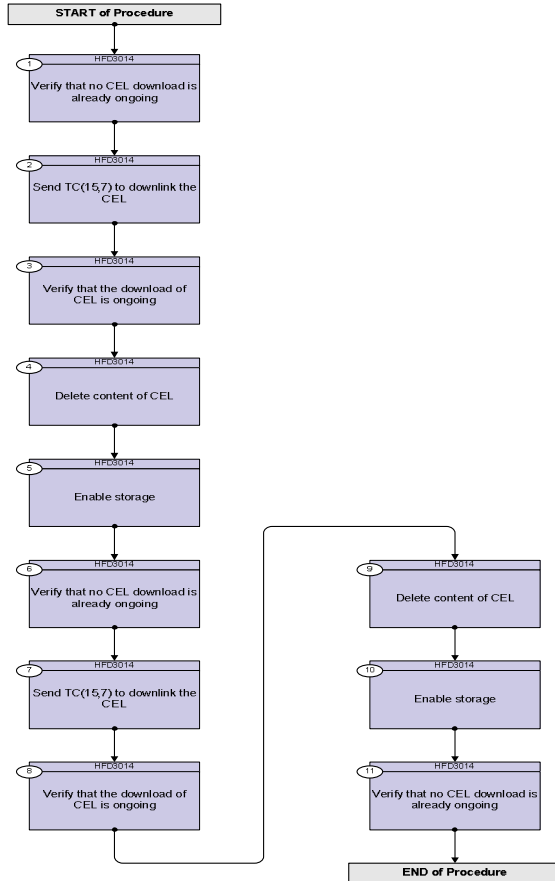 START of Procedure
HFD3014
1
Verify that no CEL download is
already ongoing
HFD3014
2
Send TC(15,7) to downlink the
CEL
HFD3014
3
Verify that the download of
CEL is ongoing
HFD3014
4
Delete content of CEL
HFD3014
5
Enable storage
HFD3014
6
Verify that no CEL download is
already ongoing
HFD3014
7
Send TC(15,7) to downlink the
CEL
HFD3014
8
Verify that the download of
CEL is ongoing
HFD3014
9
Delete content of CEL
HFD3014
10
Enable storage
HFD3014
11
Verify that no CEL download is
already ongoing
END of Procedure